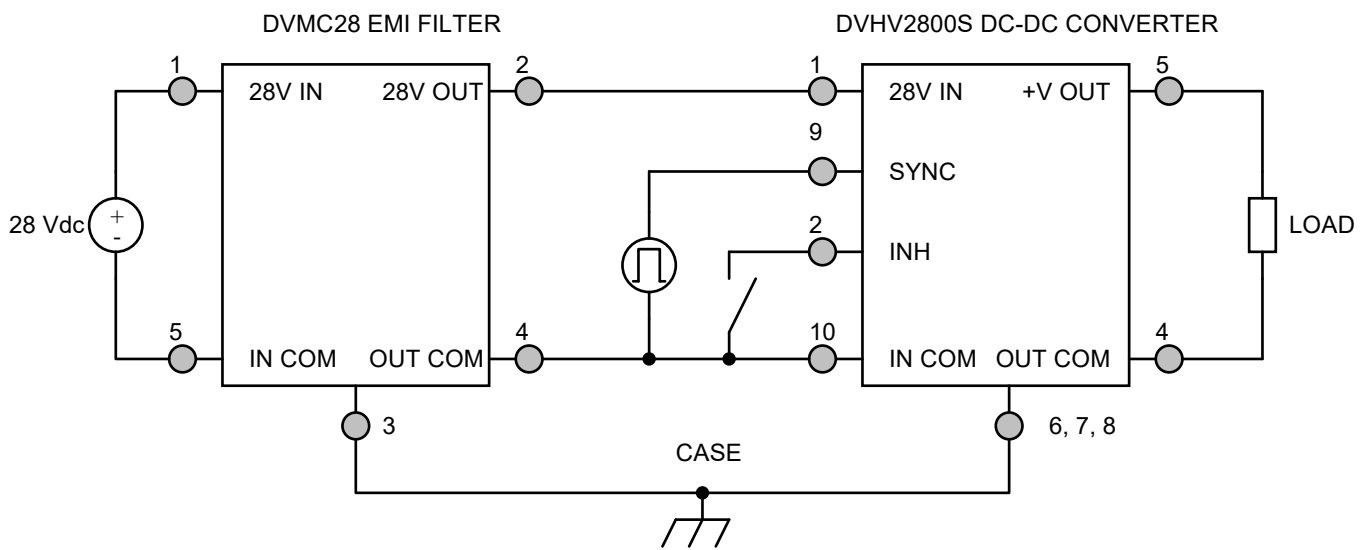 DVMC28 EMI FILTER
DVHV2800S DC-DC CONVERTER
1
2
1
5
28V IN
28V OUT
28V IN
+V OUT
9
SYNC
28 Vdc
+
-
2
INH
LOAD
5
4
10
4
IN COM
OUT COM
IN COM
OUT COM
3
6, 7, 8
CASE